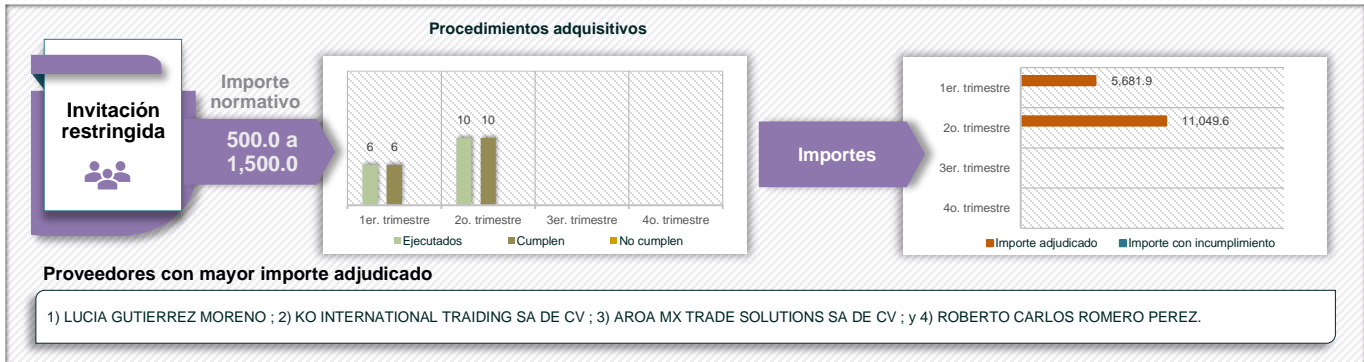 Procedimientos adquisitivos
Invitación
restringida
Importe
normativo
500.0 a
1,500.0
6 6
10 10
1er. trimestre 2o. trimestre 3er. trimestre 4o. trimestre
Ejecutados Cumplen No cumplen
Importes
1er. trimestre 5,681.9
2o. trimestre 11,049.6
3er. trimestre
4o. trimestre
Importe adjudicado Importe con incumplimiento
Proveedores con mayor importe adjudicado
1) LUCIA GUTIERREZ MORENO ; 2) KO INTERNATIONAL TRAIDING SA DE CV ; 3) AROA MX TRADE SOLUTIONS SA DE CV ; y 4) ROBERTO CARLOS ROMERO PEREZ.